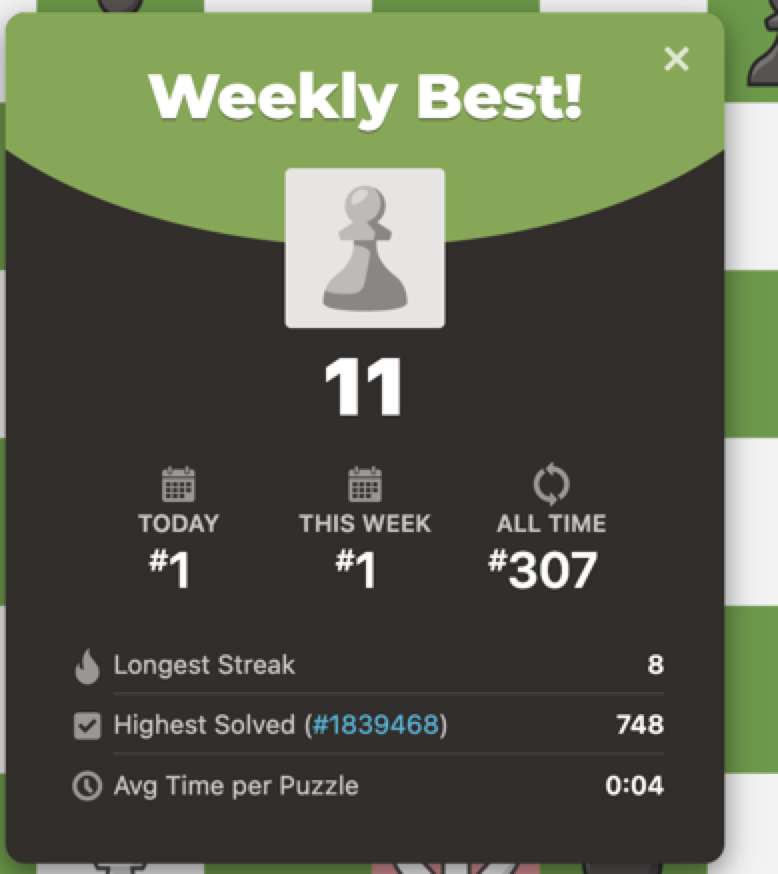 Weekly Best!
11
TODAY THIS WEEK ALL TIME
#1 #1 #307
Longest Streak 8
Highest Solved (#1839468) 748
Avg Time per Puzzle 0:04